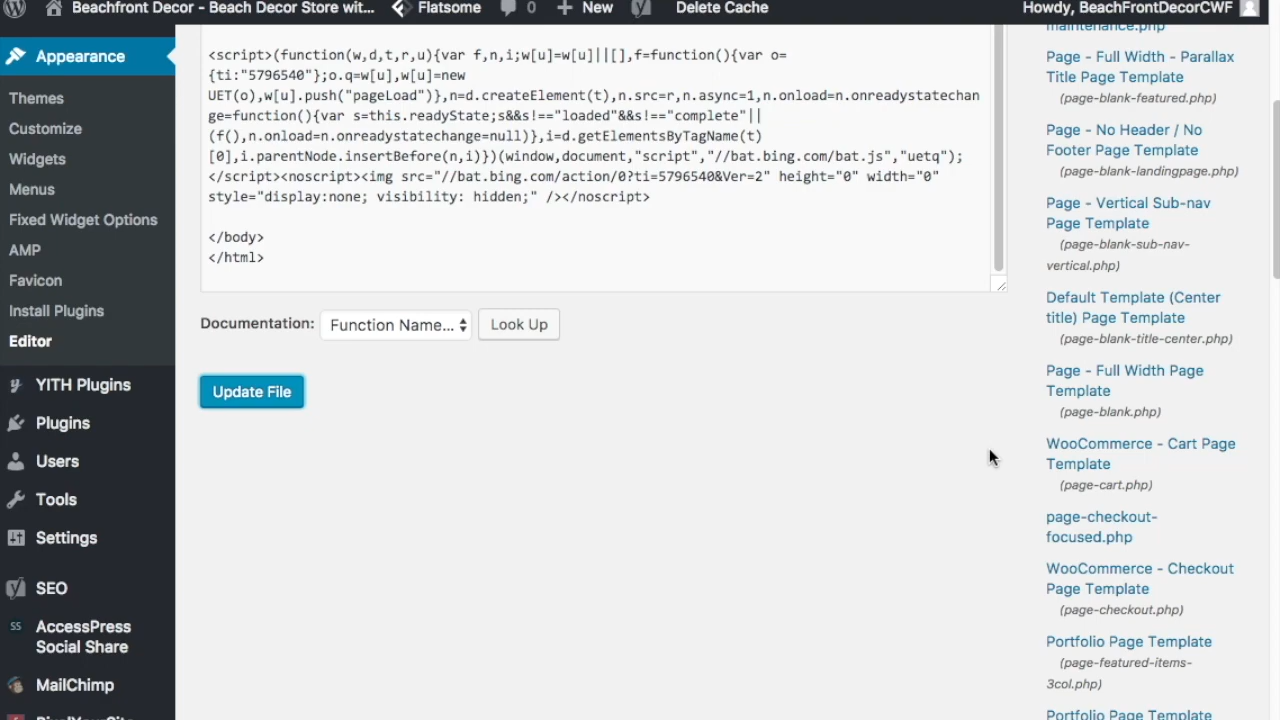 Beachfront Decor - Beach Decor Store wit... Flatsome 0 New Delete Cache Howdy, BeachFrontDecorCWF
Appearance
Themes
Customize
Widgets
Menus
Fixed Widget Options
AMP
Favicon
Install Plugins
Editor
YITH Plugins
Plugins
Users
Tools
Settings
SEO
AccessPress
Social Share
MailChimp
<script>(function(w,d,t,r,u){var f,n,i;w[u]=w[u]||[],f=function(){var o=
{ti:"5796540"};o.q=w[u],w[u]=new
UET(o),w[u].push("pageLoad")},n=d.createElement(t),n.src=r,n.async=1,n.onload=n.onreadystatechan
ge=function(){var s=this.readyState;s&&s!=="loaded"&&s!=="complete"||
(f(),n.onload=n.onreadystatechange=null)},i=d.getElementsByTagName(t)
[0],i.parentNode.insertBefore(n,i)})(window,document,"script","//bat.bing.com/bat.js","uetq");
</script><noscript><img src="//bat.bing.com/action/0?ti=5796540&Ver=2" height="0" width="0"
style="display:none; visibility: hidden;" /></noscript>
</body>
</html>
Documentation: Function Name... Look Up
Update File
maintenance.php)
Page - Full Width - Parallax
Title Page Template
(page-blank-featured.php)
Page - No Header / No
Footer Page Template
(page-blank-landingpage.php)
Page - Vertical Sub-nav
Page Template
(page-blank-sub-nav-
vertical.php)
Default Template (Center
title) Page Template
(page-blank-title-center.php)
Page - Full Width Page
Template
(page-blank.php)
WooCommerce - Cart Page
Template
(page-cart.php)
page-checkout-
focused.php
WooCommerce - Checkout
Page Template
(page-checkout.php)
Portfolio Page Template
(page-featured-items-
3col.php)
Portfolio Page Template